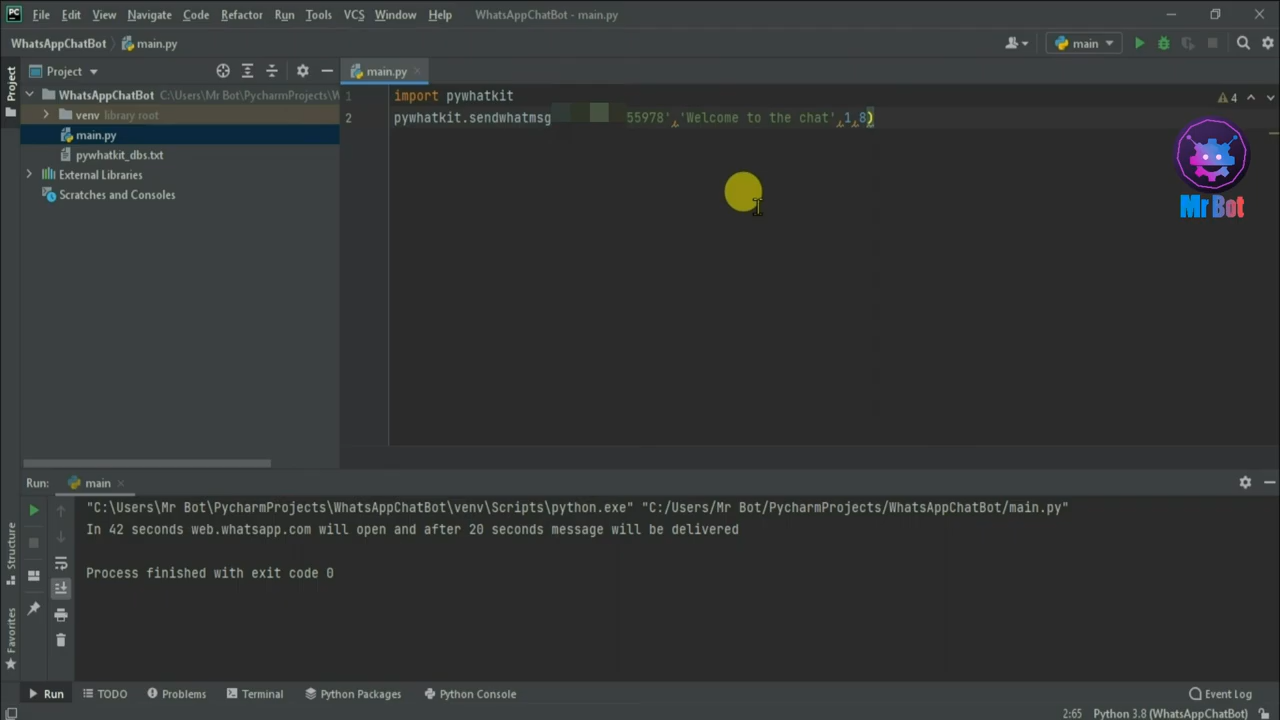 PC File Edit View Navigate Code Refactor Run Tools VCS Window Help WhatsAppChatBot - main.py
WhatsAppChatBot main.py main
Project main.py
WhatsAppChatBot C:\Users\Mr Bot\PycharmProjects\W
venv library root
main.py
pywhatkit_dbs.txt
External Libraries
Scratches and Consoles
1 import pywhatkit
2 pywhatkit.sendwhatmsg 55978','Welcome to the chat',1,8)
4
Mr Bot
Project
Structure
Favorites
Run: main
"C:\Users\Mr Bot\PycharmProjects\WhatsAppChatBot\venv\Scripts\python.exe" "C:/Users/Mr Bot/PycharmProjects/WhatsAppChatBot/main.py"
In 42 seconds web.whatsapp.com will open and after 20 seconds message will be delivered
Process finished with exit code 0
Run TODO Problems Terminal Python Packages Python Console Event Log
2:65 Python 3.8 (WhatsAppChatBot)